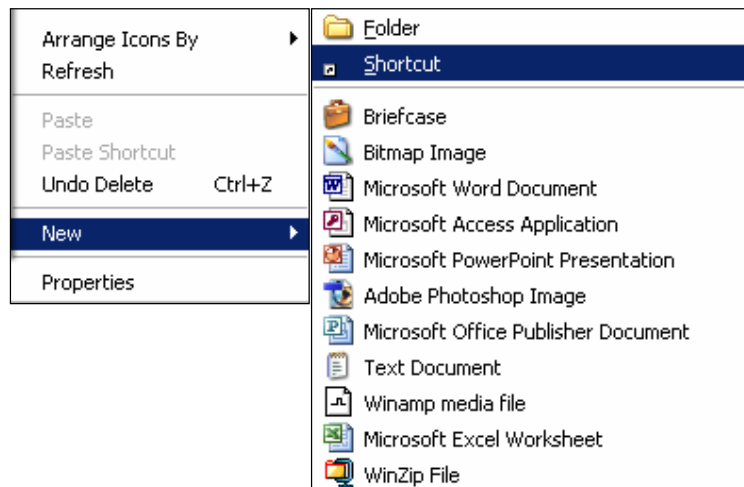 Arrange Icons By
Refresh
Paste
Paste Shortcut
Undo Delete Ctrl+Z
New
Properties
Folder
Shortcut
Briefcase
Bitmap Image
Microsoft Word Document
Microsoft Access Application
Microsoft PowerPoint Presentation
Adobe Photoshop Image
Microsoft Office Publisher Document
Text Document
Winamp media file
Microsoft Excel Worksheet
WinZip File